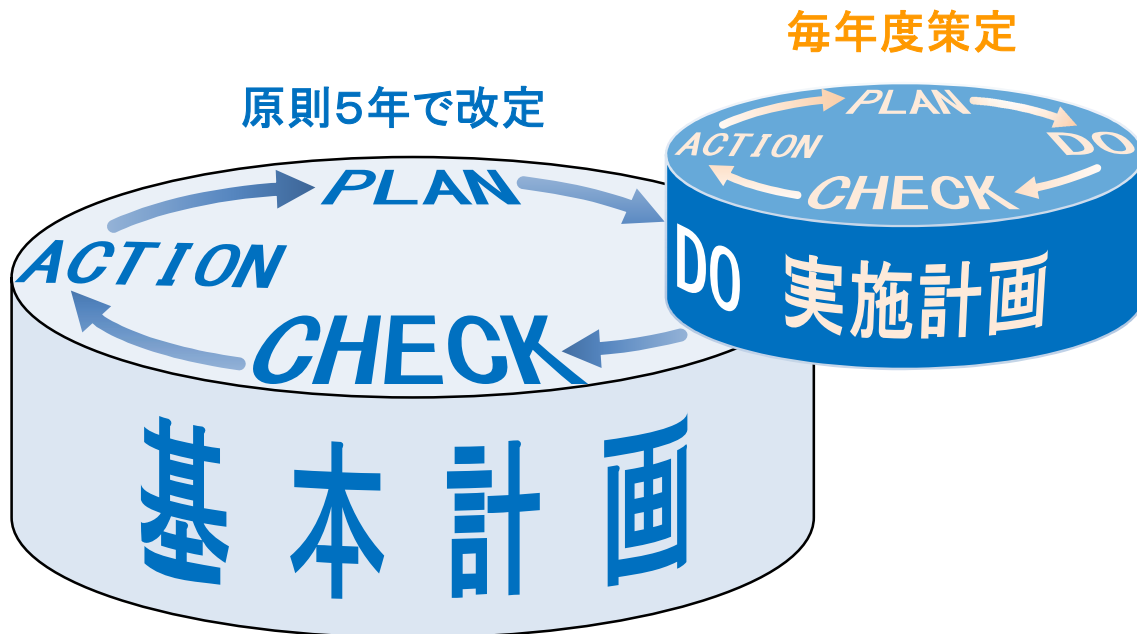 毎年度策定
原則5年で改定
PLAN
DO
CHECK
ACTION
DO 実施計画
PLAN
CHECK
ACTION
基本計画